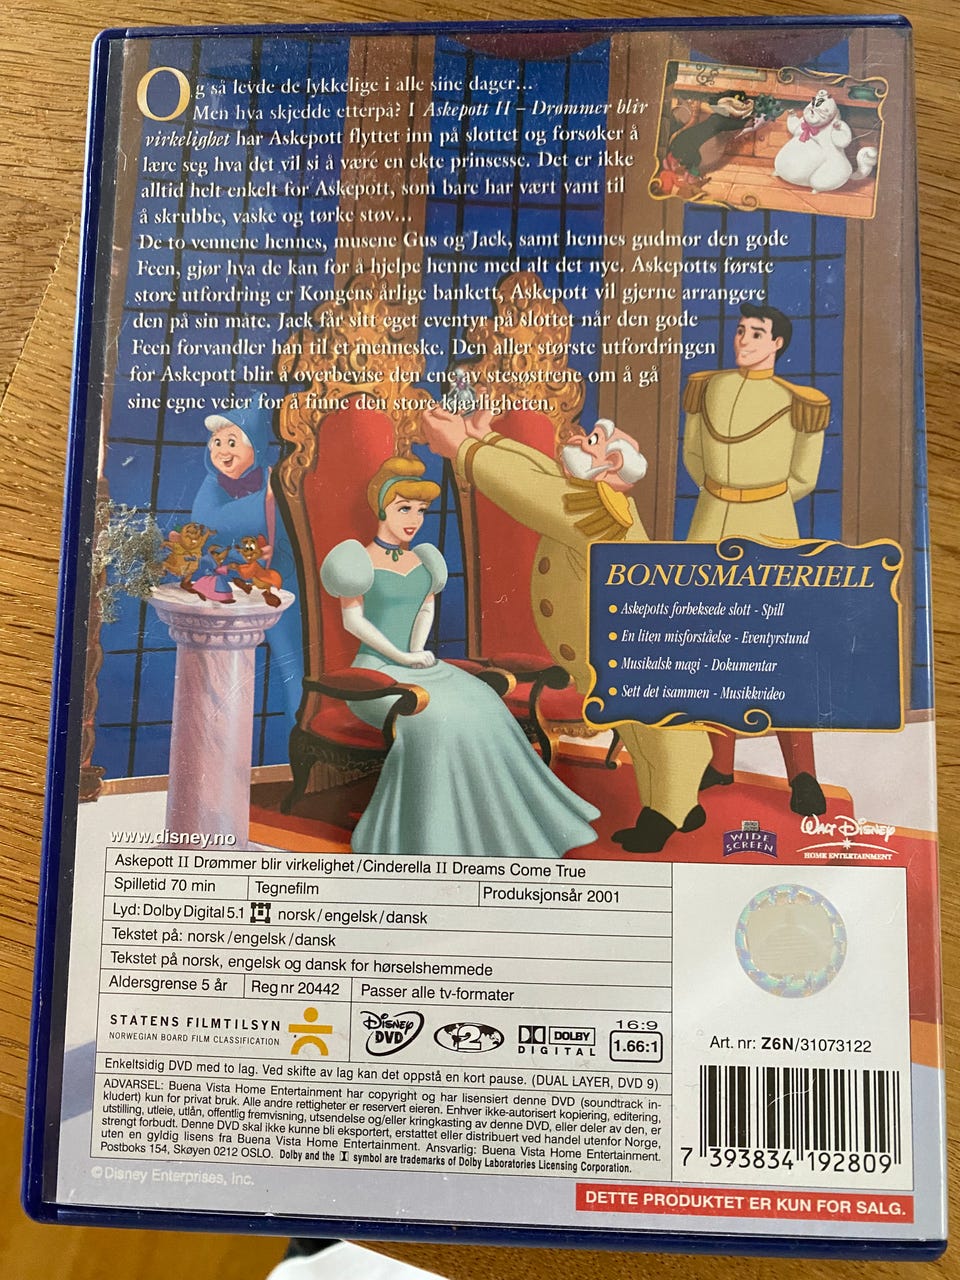 Og så levde de lykkelige i alle sine dager...
Men hva skjedde etterpå? I Askepott II – Drømmer blir
virkelighet har Askepott flyttet inn på slottet og forsøker å
lære seg hva det vil si å være en ekte prinsesse. Det er ikke
alltid helt enkelt for Askepott, som bare har vært vant til
å skrubbe, vaske og tørke støv...
De to vennene hennes, musene Gus og Jack, samt hennes gudmor den gode
Feen, gjør hva de kan for å hjelpe henne med alt det nye. Askepotts første
store utfordring er Kongens årlige bankett, Askepott vil gjerne arrangere
den på sin måte. Jack får sitt eget eventyr på slottet når den gode
Feen forvandler han til et menneske. Den aller største utfordringen
for Askepott blir å overbevise den ene av stesøstrene om å gå
sine egne veier for å finne den store kjærligheten.
BONUSMATERIELL
• Askepotts forheksede slott - Spill
• En liten misforståelse - Eventyrstund
• Musikalsk magi - Dokumentar
• Sett det isammen - Musikkvideo
www.disney.no
WIDE
SCREEN
WALT DISNEY
HOME ENTERTAINMENT
Askepott II Drømmer blir virkelighet/Cinderella II Dreams Come True
Spilletid 70 min Tegnefilm Produksjonsår 2001
Lyd: Dolby Digital 5.1 norsk/engelsk/dansk
Tekstet på: norsk/engelsk/dansk
Tekstet på norsk, engelsk og dansk for hørselshemmede
Aldersgrense 5 år Reg nr 20442 Passer alle tv-formater
STATENS FILMTILSYN
NORWEGIAN BOARD FILM CLASSIFICATION
DISNEY
DVD
2
DOLBY
DIGITAL
16:9
1.66:1
Art. nr: Z6N/31073122
Enkeltsidig DVD med to lag. Ved skifte av lag kan det oppstå en kort pause. (DUAL LAYER, DVD 9)
ADVARSEL: Buena Vista Home Entertainment har copyright og har lisensiert denne DVD (soundtrack in-
kludert) kun for privat bruk. Alle andre rettigheter er reservert eieren. Enhver ikke-autorisert kopiering, editering,
utstilling, utleie, utlån, offentlig fremvisning, utsendelse og/eller kringkasting av denne DVD, eller deler av den, er
strengt forbudt. Denne DVD skal ikke kunne bli eksportert, erstattet eller distribuert ved handel utenfor Norge,
uten en gyldig lisens fra Buena Vista Home Entertainment. Ansvarlig: Buena Vista Home Entertainment.
Postboks 154, Skøyen 0212 OSLO. Dolby and the symbol are trademarks of Dolby Laboratories Licensing Corporation.
7 393834 192809
©Disney Enterprises, Inc.
DETTE PRODUKTET ER KUN FOR SALG.